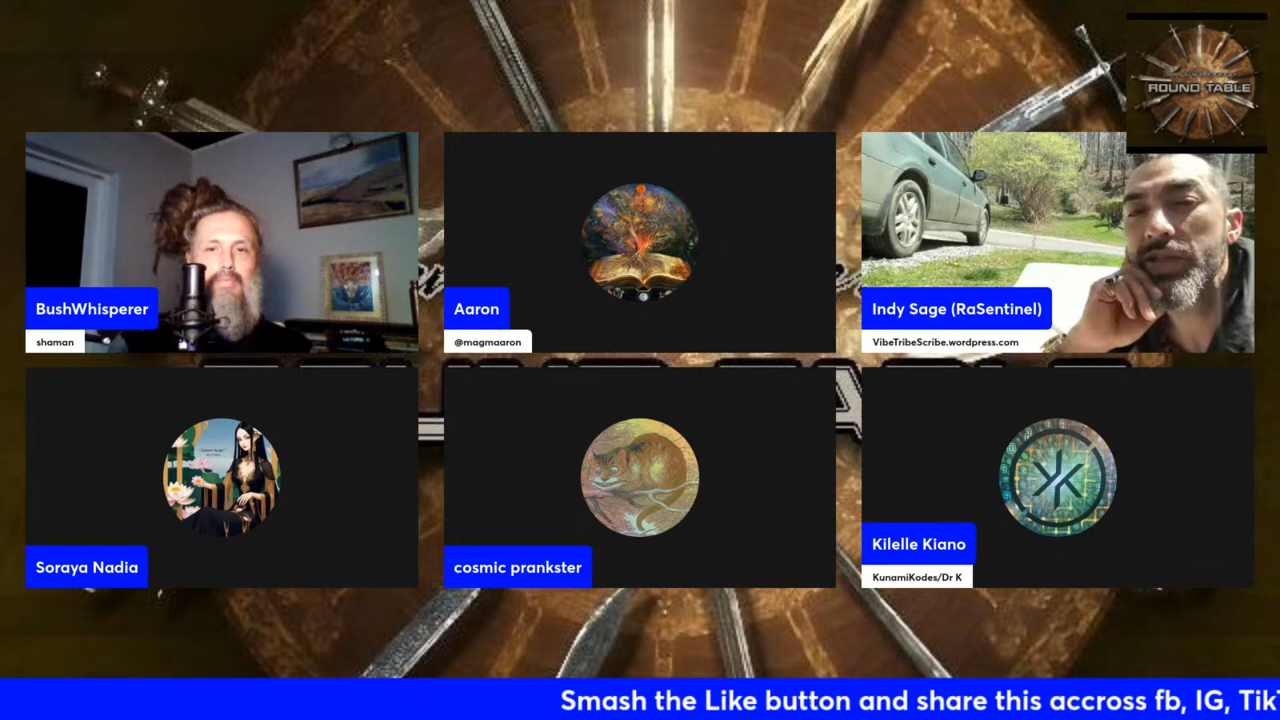 ROUND TABLE
BushWhisperer
shaman
Aaron
@magmaaron
Indy Sage (RaSentinel)
VibeTribeScribe.wordpress.com
Soraya Nadia
cosmic prankster
Kilelle Kiano
KunamiKodes/Dr K
Smash the Like button and share this accross fb, IG, Tik